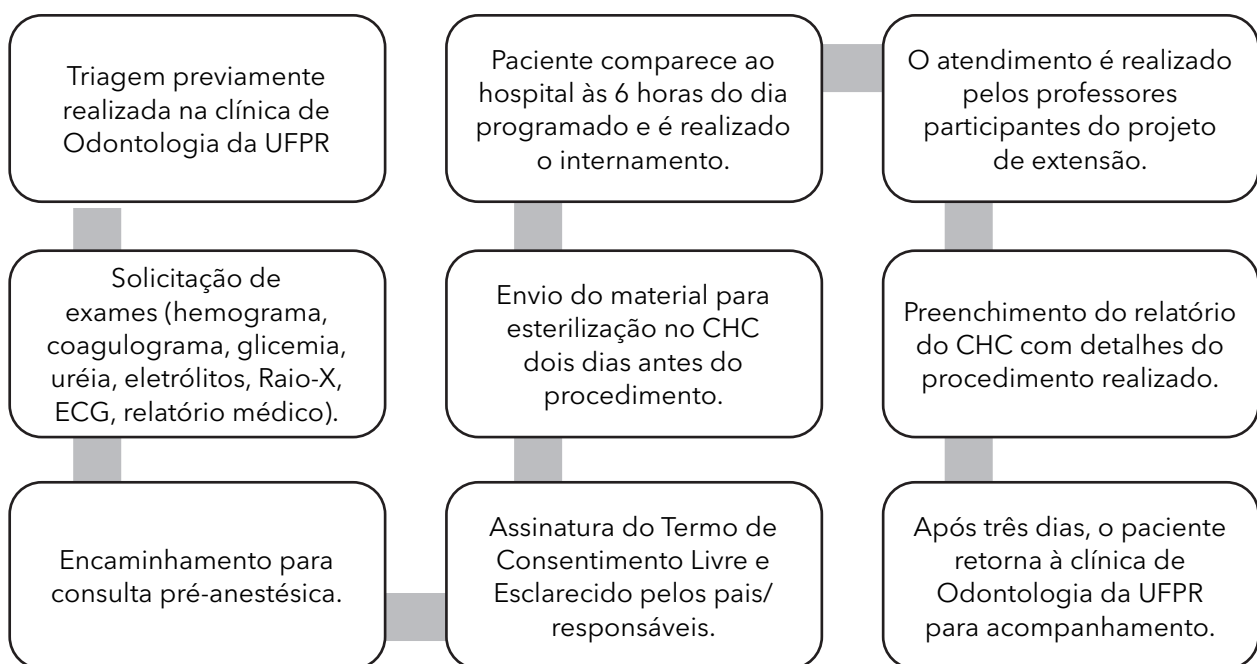 Triagem previamente
realizada na clínica de
Odontologia da UFPR
Solicitação de
exames (hemograma,
coagulograma, glicemia,
uréia, eletrólitos, Raio-X,
ECG, relatório médico).
Encaminhamento para
consulta pré-anestésica.
Assinatura do Termo de
Consentimento Livre e
Esclarecido pelos pais/
responsáveis.
Envio do material para
esterilização no CHC
dois dias antes do
procedimento.
Paciente comparece ao
hospital às 6 horas do dia
programado e é realizado
o internamento.
O atendimento é realizado
pelos professores
participantes do projeto
de extensão.
Preenchimento do relatório
do CHC com detalhes do
procedimento realizado.
Após três dias, o paciente
retorna à clínica de
Odontologia da UFPR
para acompanhamento.